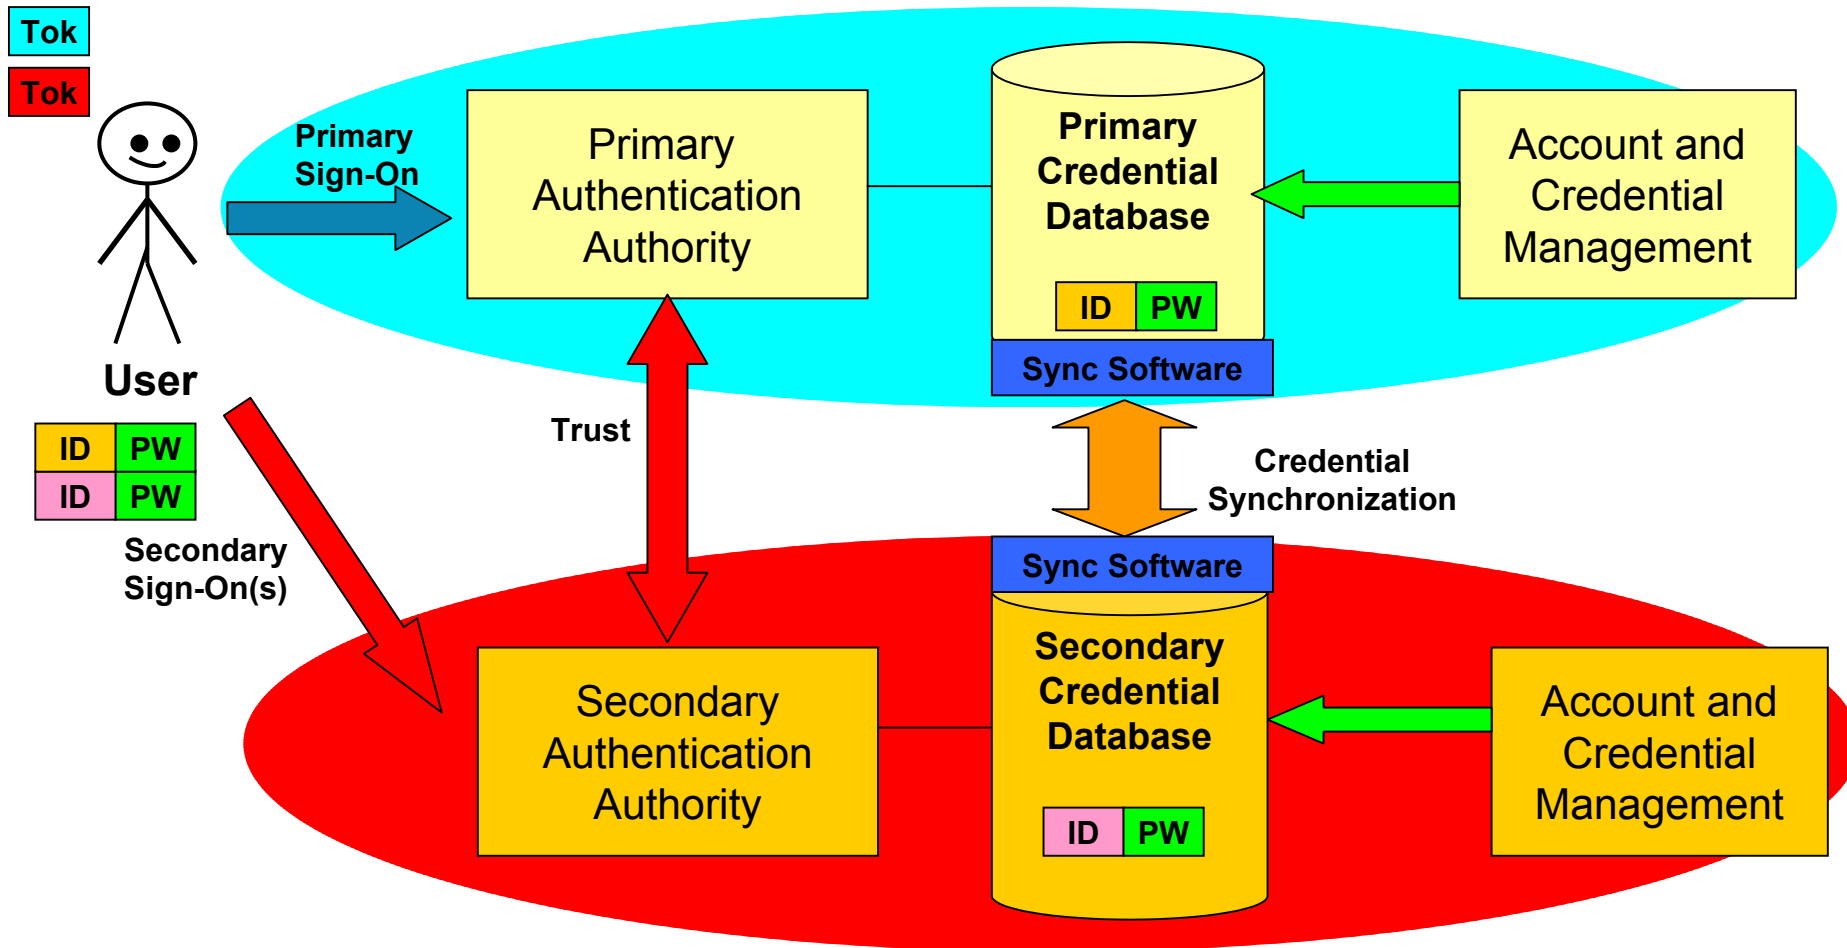 Tok
Tok
Primary
Sign-On
Primary
Authentication
Authority
Primary
Credential
Database
ID PW
Sync Software
Account and
Credential
Management
User
ID PW
ID PW
Trust
Credential
Synchronization
Secondary
Sign-On(s)
Sync Software
Secondary
Authentication
Authority
Secondary
Credential
Database
ID PW
Account and
Credential
Management